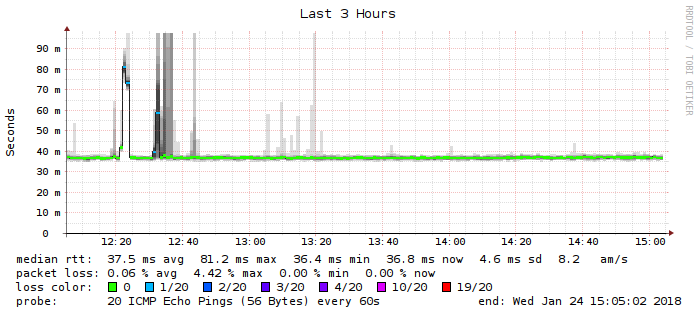 Last 3 Hours
RRDTOOL / TOBI OETIKER
Seconds
90 m
80 m
70 m
60 m
50 m
40 m
30 m
20 m
10 m
0
12:20 12:40 13:00 13:20 13:40 14:00 14:20 14:40 15:00
median rtt: 37.5 ms avg 81.2 ms max 36.4 ms min 36.8 ms now 4.6 ms sd 8.2 am/s
packet loss: 0.06 % avg 4.42 % max 0.00 % min 0.00 % now
loss color: 0 1/20 2/20 3/20 4/20 10/20 19/20
probe: 20 ICMP Echo Pings (56 Bytes) every 60s end: Wed Jan 24 15:05:02 2018